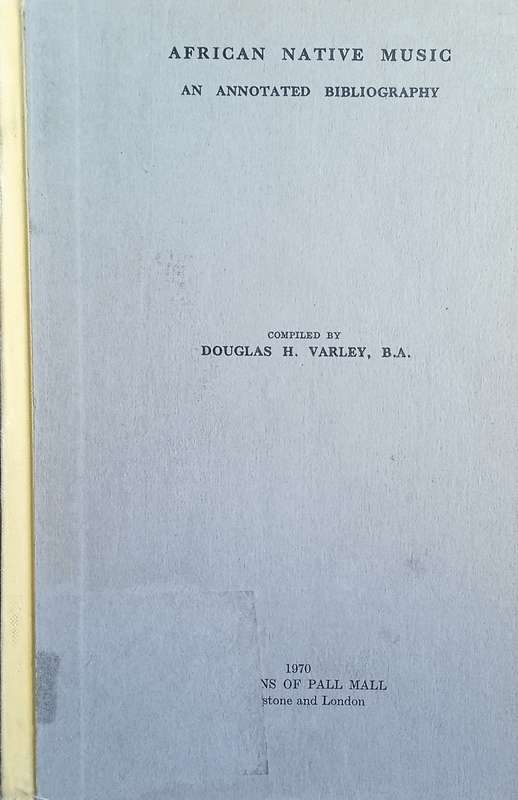 AFRICAN NATIVE MUSIC
AN ANNOTATED BIBLIOGRAPHY
COMPILED BY
DOUGLAS H. VARLEY, B.A.
1970
NS OF PALL MALL
stone and London